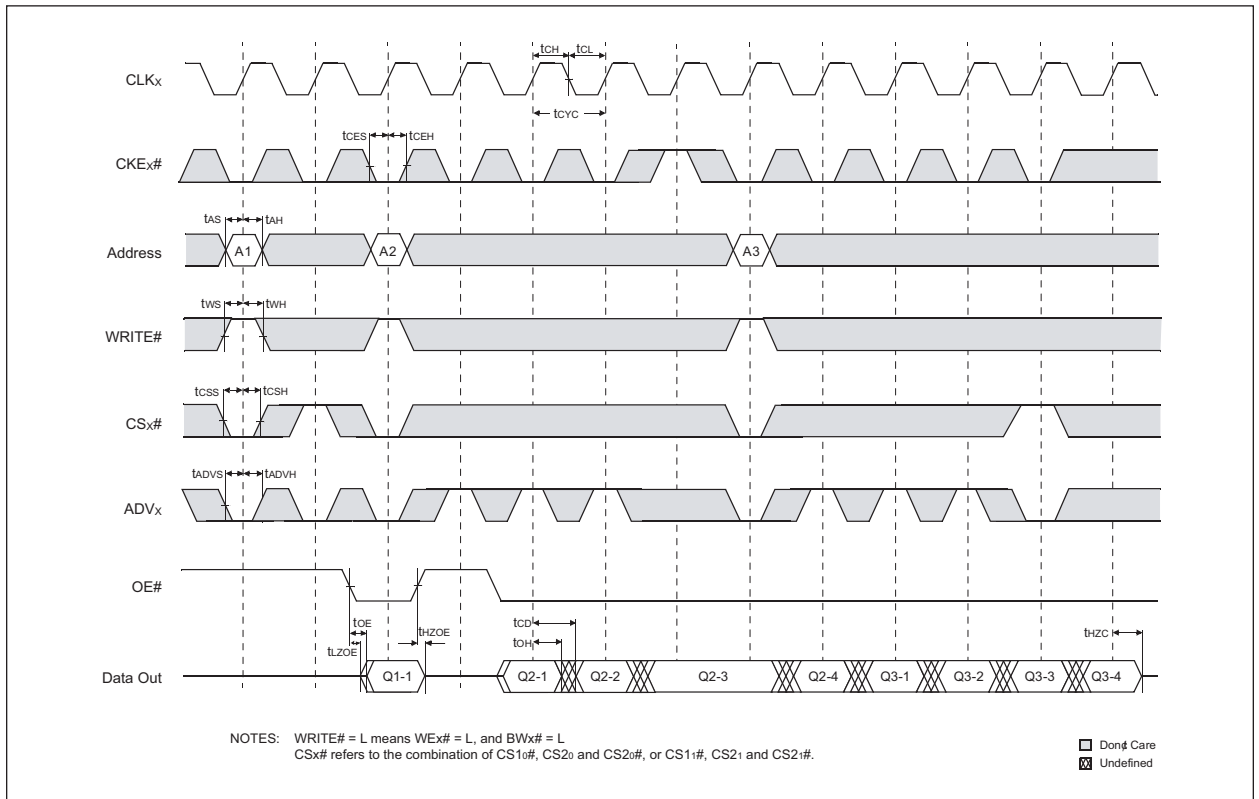 tCH tCL
CLKX
tCYC
tCES tCEH
CKEX#
tAS tAH
Address A1 A2 A3
tWS tWH
WRITE#
tCSS tCSH
CSX#
tADVS tADVH
ADVX
OE#
tOE tHZOE tCD tHZC
tLZOE tOH
Data Out Q1-1 Q2-1 Q2-2 Q2-3 Q2-4 Q3-1 Q3-2 Q3-3 Q3-4
NOTES: WRITE# = L means WEx# = L, and BWx# = L
CSx# refers to the combination of CS10#, CS20 and CS20#, or CS11#, CS21 and CS21#.
Don¢t Care
Undefined